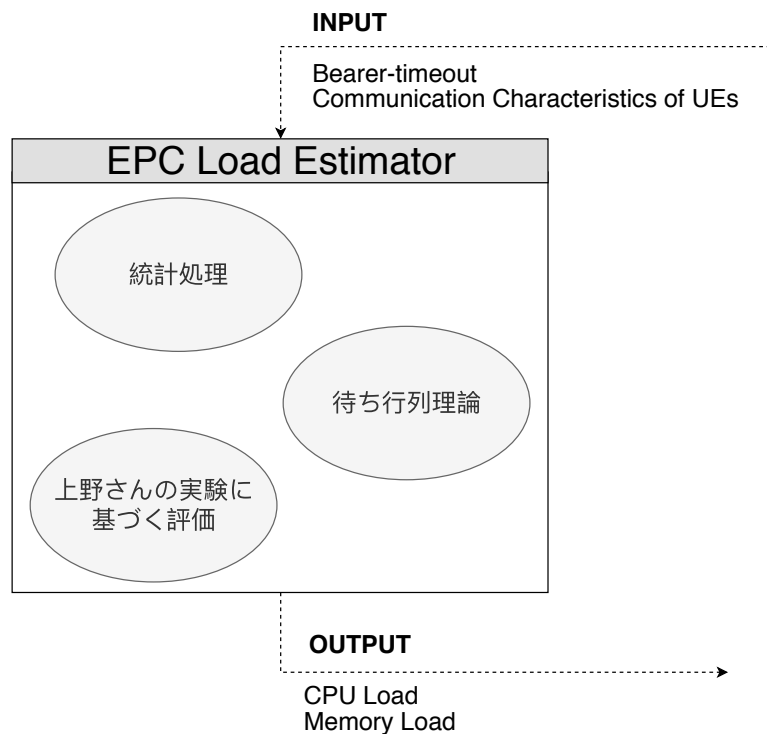 INPUT
Bearer-timeout
Communication Characteristics of UEs
EPC Load Estimator
統計処理
待ち行列理論
上野さんの実験に
基づく評価
OUTPUT
CPU Load
Memory Load